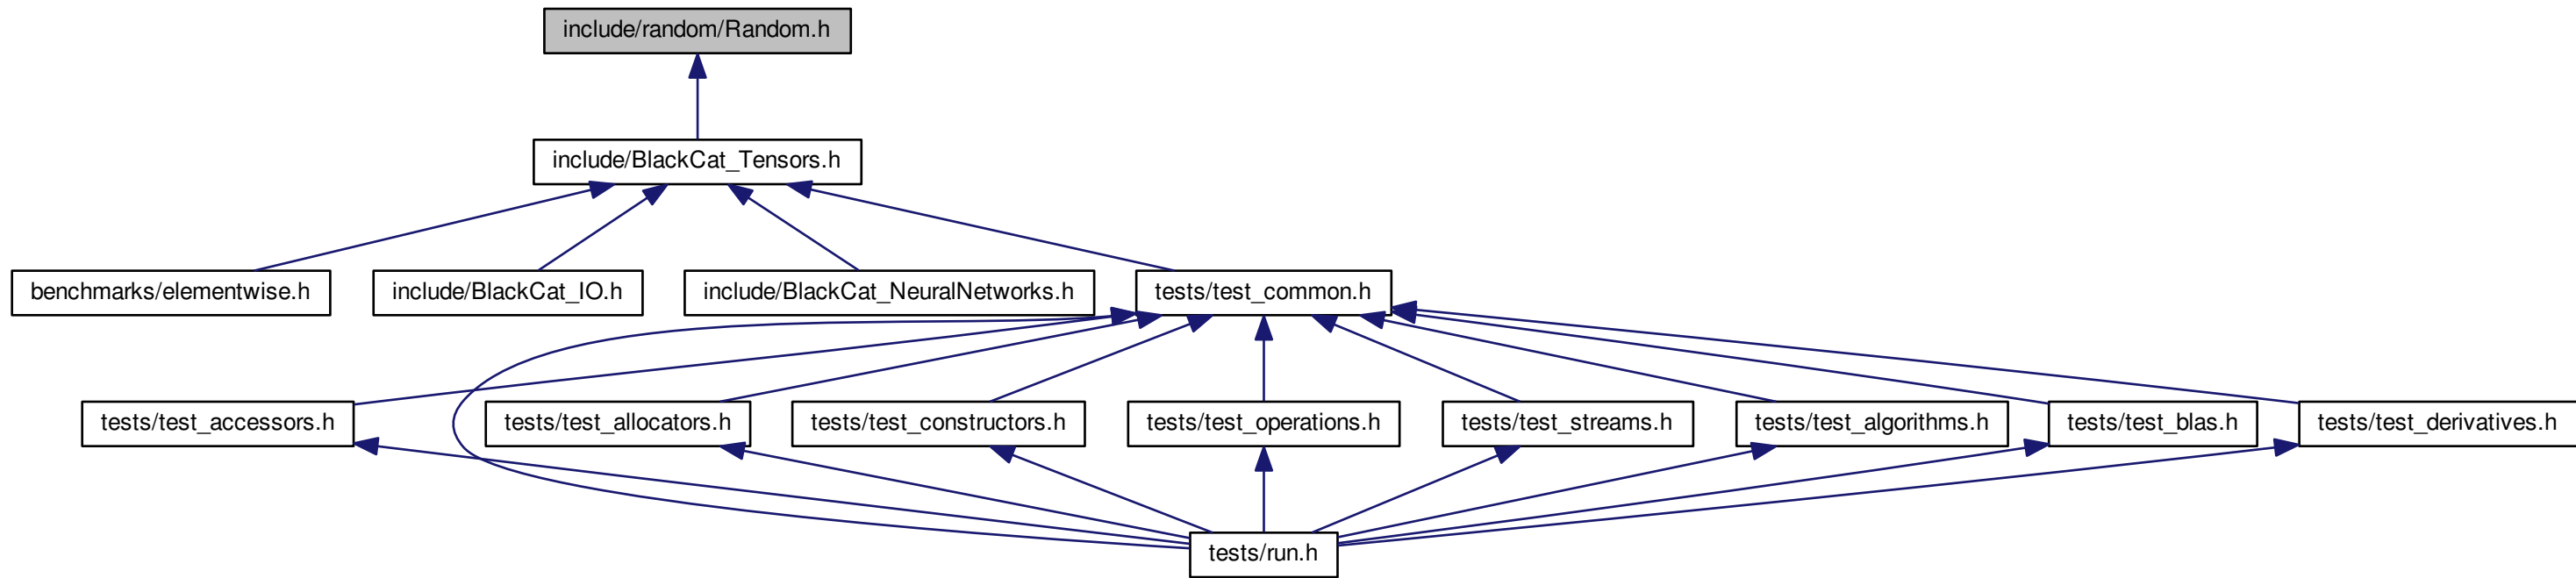 include/random/Random.h
include/BlackCat_Tensors.h
benchmarks/elementwise.h
include/BlackCat_IO.h
include/BlackCat_NeuralNetworks.h
tests/test_common.h
tests/test_accessors.h
tests/test_allocators.h
tests/test_constructors.h
tests/test_operations.h
tests/test_streams.h
tests/test_algorithms.h
tests/test_blas.h
tests/test_derivatives.h
tests/run.h